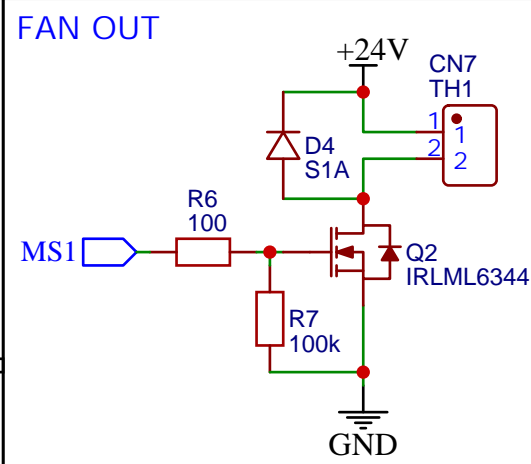 FAN OUT
+24V
CN7
TH1
1
1
2
2
D4
S1A
R6
100
MS1
Q2
IRLML6344
R7
100k
GND